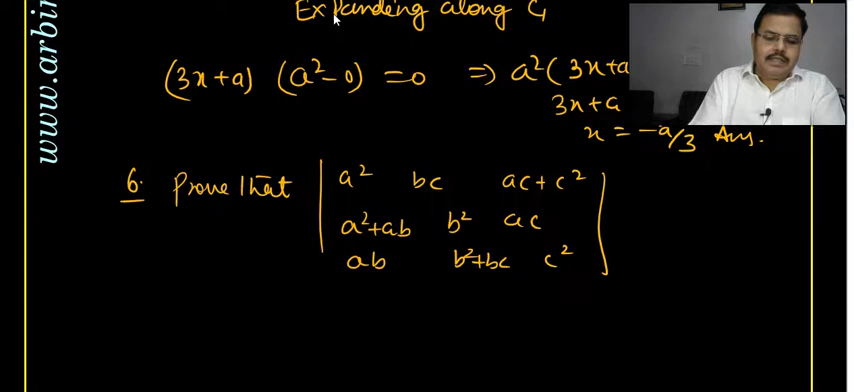 Expanding along C1
(3x+a) (a²-0) =0 ⇒ a²(3x+a
3x+a
x = -a/3 Ans.
6. Prove that | a² bc ac+c² |
a²+ab b² ac
ab b²+bc c²
www.arbin